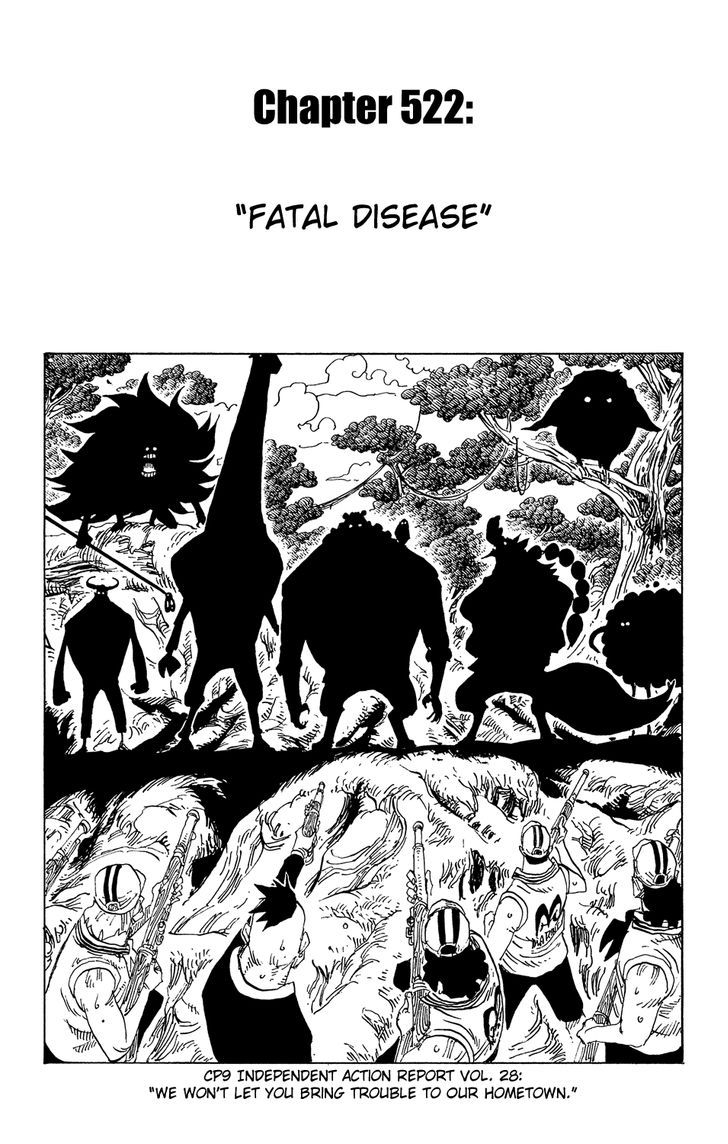 Chapter 522:
"FATAL DISEASE"
CP9 INDEPENDENT ACTION REPORT VOL. 28:
"WE WON'T LET YOU BRING TROUBLE TO OUR HOMETOWN."